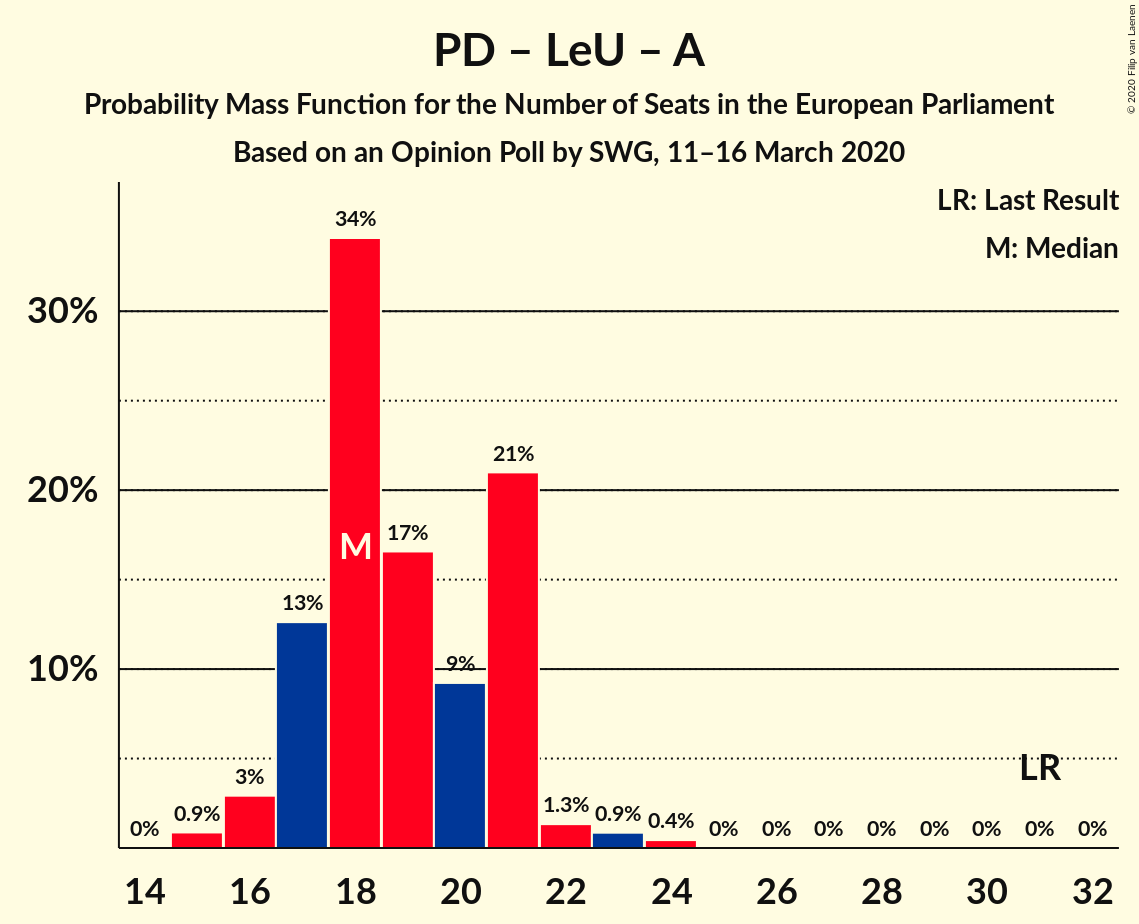 PD – LeU – A
Probability Mass Function for the Number of Seats in the European Parliament
Based on an Opinion Poll by SWG, 11–16 March 2020
© 2020 Filip van Laenen
LR: Last Result
M: Median
34%
30%
21%
20%
17%
M
13%
10%
9%
LR
3%
0% 0.9% 1.3% 0.9% 0.4% 0% 0% 0% 0% 0% 0% 0% 0%
14 16 18 20 22 24 26 28 30 32